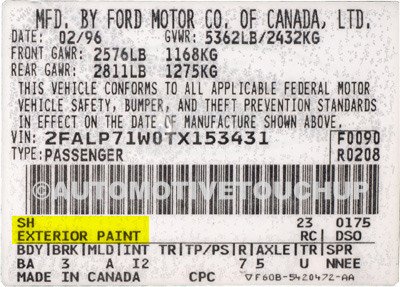 MFD. BY FORD MOTOR CO. OF CANADA, LTD.
DATE: 02/96 GVWR: 5362LB/2432KG
FRONT GAWR: 2576LB 1168KG
REAR GAWR: 2811LB 1275KG
THIS VEHICLE CONFORMS TO ALL APPLICABLE FEDERAL MOTOR
VEHICLE SAFETY, BUMPER, AND THEFT PREVENTION STANDARDS
IN EFFECT ON THE DATE OF MANUFACTURE SHOWN ABOVE.
VIN: 2FALP71W0TX153431 F0090
TYPE: PASSENGER R0208
©AUTOMOTIVETOUCHUP
SH 23 0175
EXTERIOR PAINT RC DSO
BDY BRK MLD INT TR TP/PS R AXLE TR SPR
BA 3 A I2 7 5 U NNEE
MADE IN CANADA CPC ▽F60B-5420472-AA